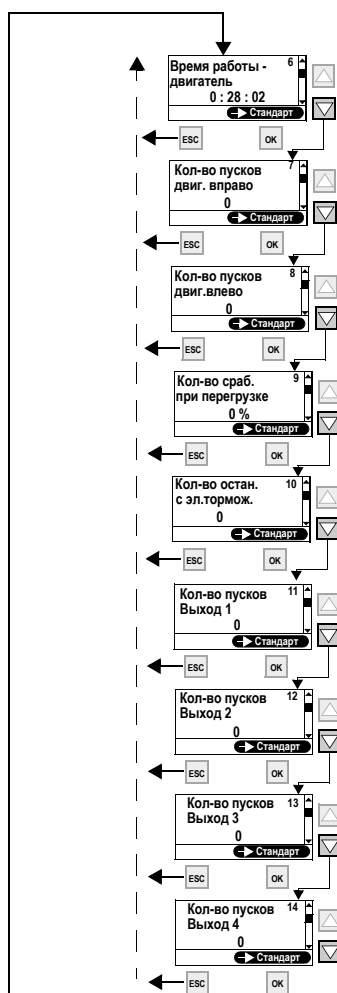 6
Время работы -
двигатель
0 : 28 : 02
Стандарт
ESC OK
7
Кол-во пусков
двиг. вправо
0
Стандарт
ESC OK
8
Кол-во пусков
двиг.влево
0
Стандарт
ESC OK
9
Кол-во сраб.
при перегрузке
0 %
Стандарт
ESC OK
10
Кол-во остан.
с эл.тормож.
0
Стандарт
ESC OK
11
Кол-во пусков
Выход 1
0
Стандарт
ESC OK
12
Кол-во пусков
Выход 2
0
Стандарт
ESC OK
13
Кол-во пусков
Выход 3
0
Стандарт
ESC OK
14
Кол-во пусков
Выход 4
0
Стандарт
ESC OK